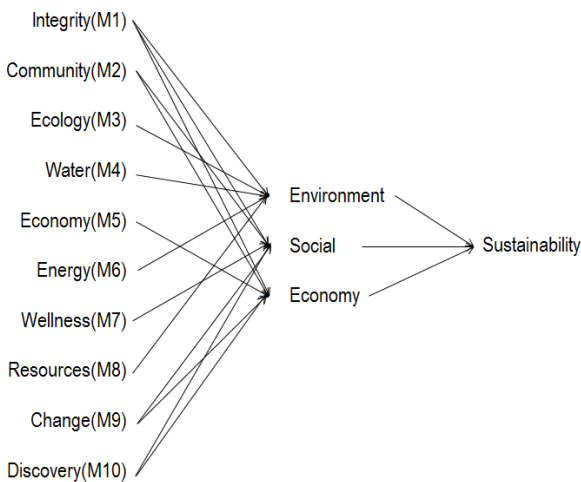 Integrity(M1)
Community(M2)
Ecology(M3)
Water(M4)
Economy(M5)
Energy(M6)
Wellness(M7)
Resources(M8)
Change(M9)
Discovery(M10)
Environment
Social
Economy
Sustainability